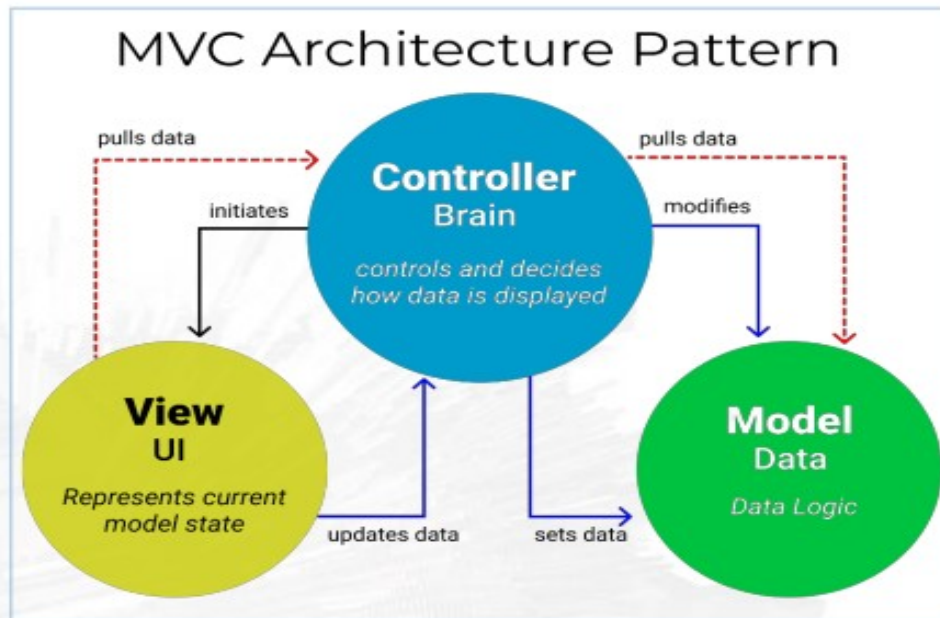 MVC Architecture Pattern
pulls data
pulls data
Controller
Brain
initiates
modifies
controls and decides
how data is displayed
View
UI
Represents current
model state
Model
Data
Data Logic
updates data
sets data